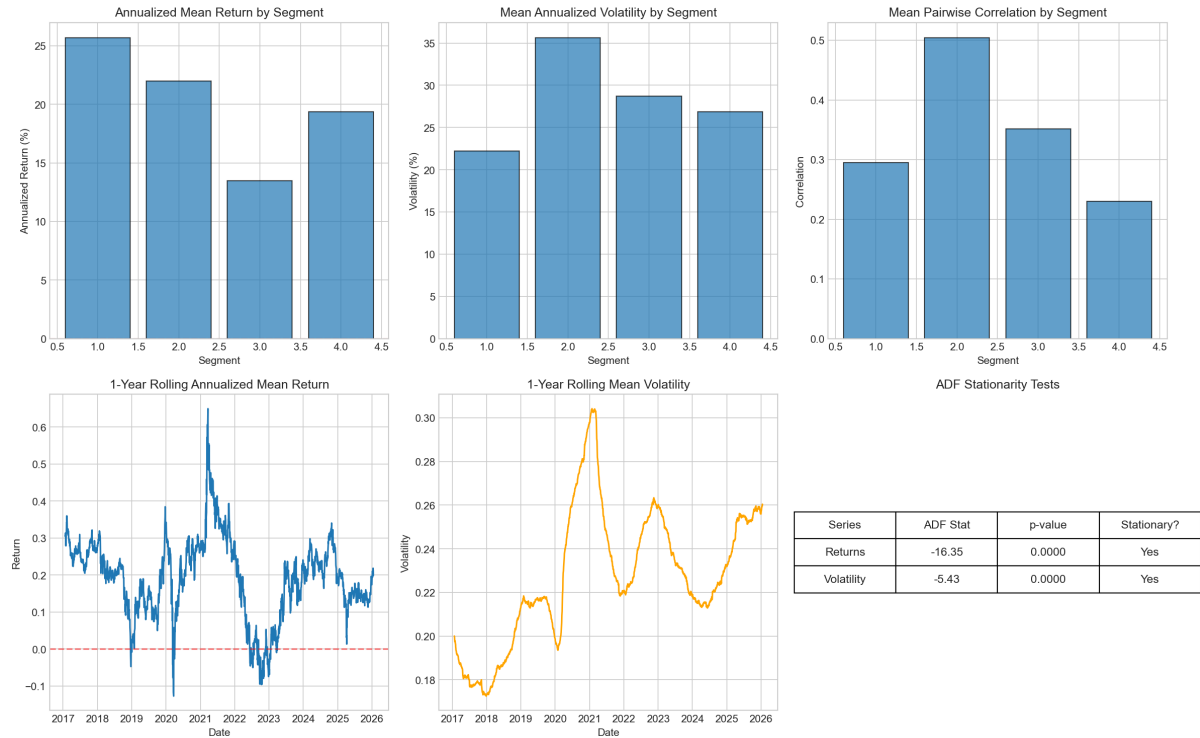 Annualized Mean Return by Segment
Annualized Return (%)
25
20
15
10
5
0
0.5 1.0 1.5 2.0 2.5 3.0 3.5 4.0 4.5
Segment
Mean Annualized Volatility by Segment
Volatility (%)
35
30
25
20
15
10
5
0
0.5 1.0 1.5 2.0 2.5 3.0 3.5 4.0 4.5
Segment
Mean Pairwise Correlation by Segment
Correlation
0.5
0.4
0.3
0.2
0.1
0.0
0.5 1.0 1.5 2.0 2.5 3.0 3.5 4.0 4.5
Segment
1-Year Rolling Annualized Mean Return
Return
0.6
0.5
0.4
0.3
0.2
0.1
0.0
−0.1
2017 2018 2019 2020 2021 2022 2023 2024 2025 2026
Date
1-Year Rolling Mean Volatility
Volatility
0.30
0.28
0.26
0.24
0.22
0.20
0.18
2017 2018 2019 2020 2021 2022 2023 2024 2025 2026
Date
ADF Stationarity Tests
Series ADF Stat p-value Stationary?
Returns -16.35 0.0000 Yes
Volatility -5.43 0.0000 Yes